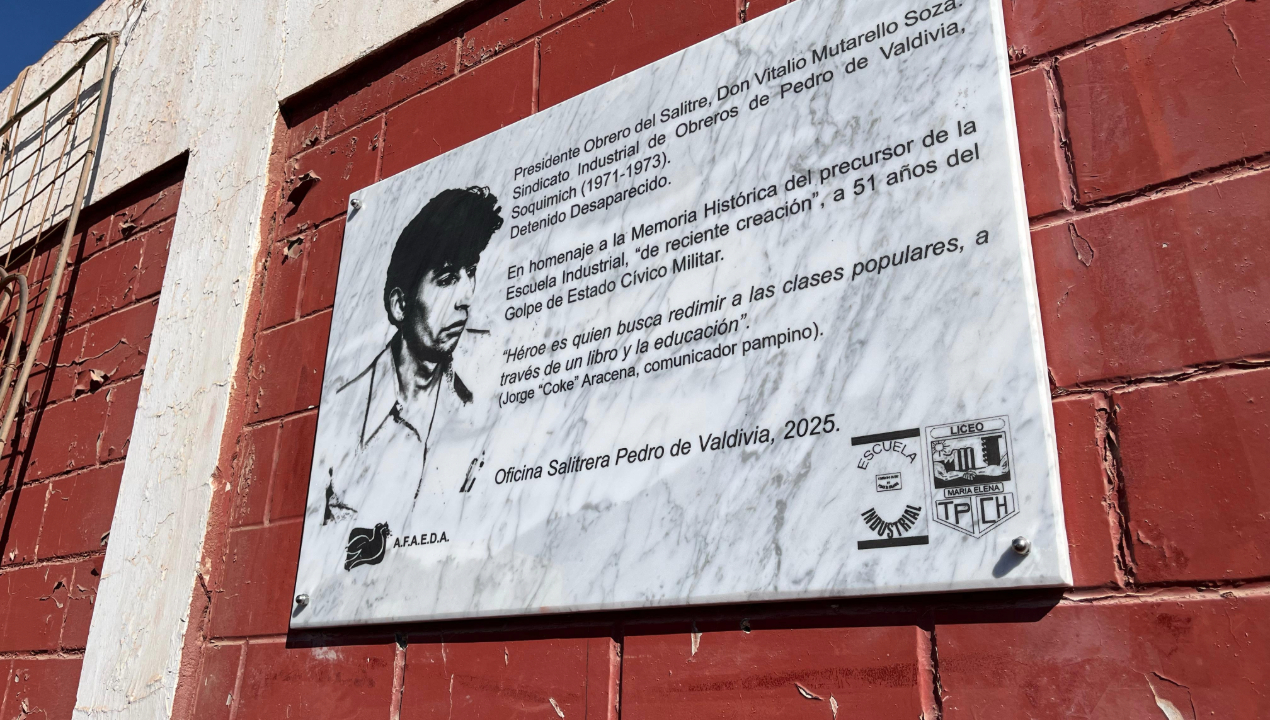 Presidente Obrero del Salitre, Don Vitalio Mutarello Soza.
Sindicato Industrial de Obreros de Pedro de Valdivia,
Soquimich (1971-1973).
Detenido Desaparecido.
En homenaje a la Memoria Histórica del precursor de la
Escuela Industrial, “de reciente creación”, a 51 años del
Golpe de Estado Cívico Militar.
“Héroe es quien busca redimir a las clases populares, a
través de un libro y la educación”.
(Jorge “Coke” Aracena, comunicador pampino).
Oficina Salitrera Pedro de Valdivia, 2025.
A.F.A.E.D.A.
ESCUELA
INDUSTRIAL
LICEO
MARIA ELENA
TP CH